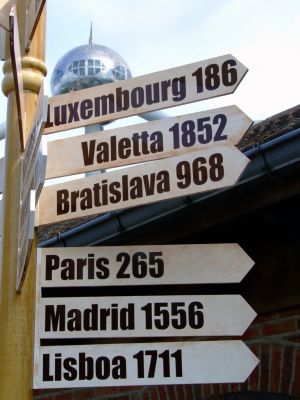 Luxembourg 186
Valetta 1852
Bratislava 968
Paris 265
Madrid 1556
Lisboa 1711